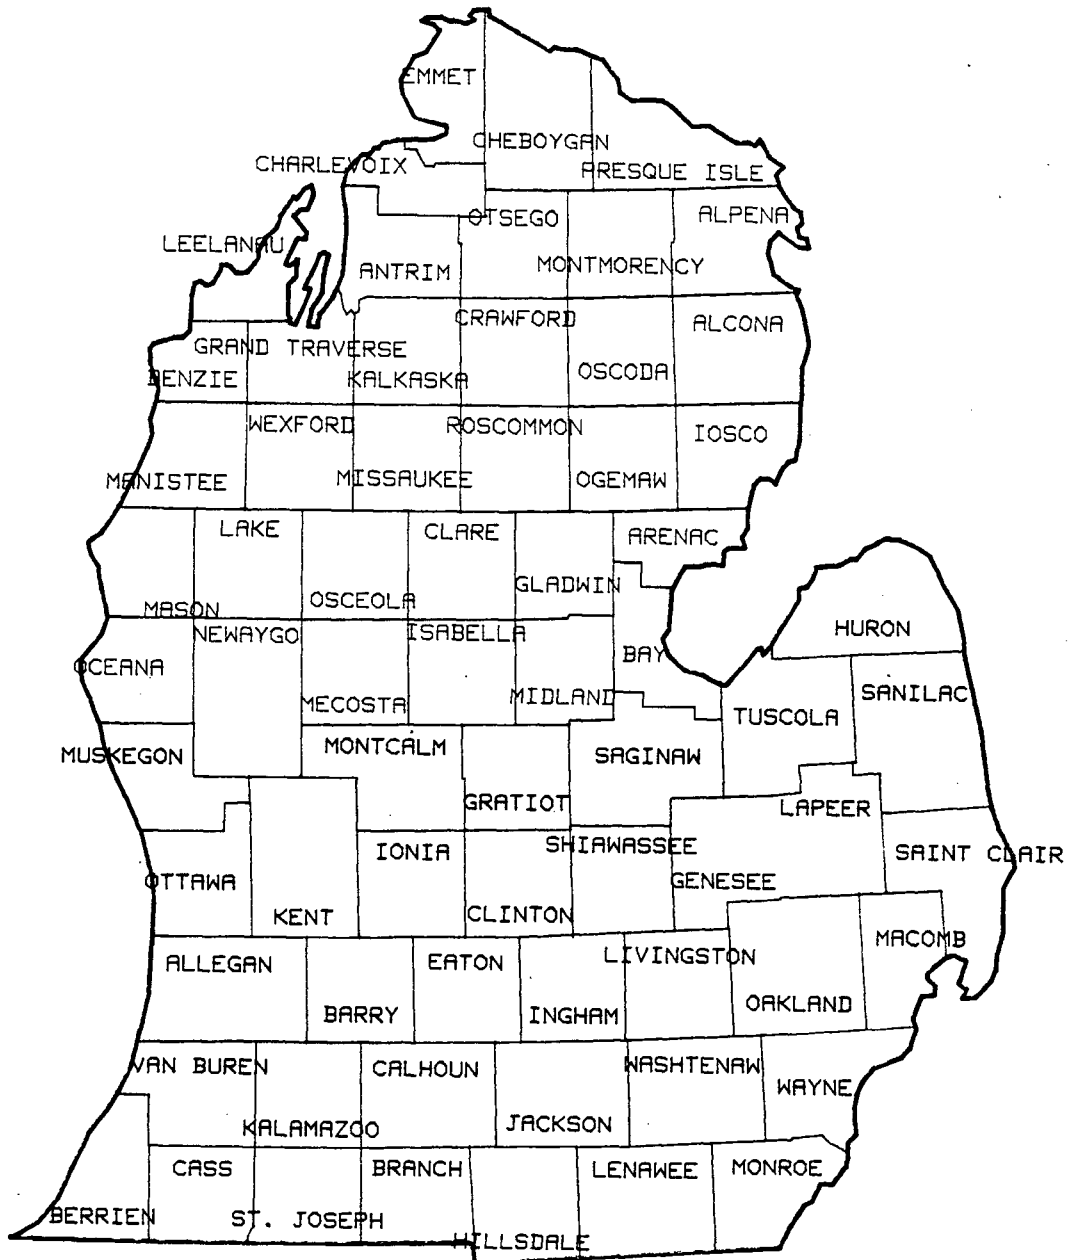 EMMET
CHEBOYGAN
CHARLEVOIX
PRESQUE ISLE
OTSEGO
ALPENA
LEELANAU
ANTRIM
MONTMORENCY
CRAWFORD
ALCONA
GRAND TRAVERSE
BENZIE
KALKASKA
OSCODA
WEXFORD
ROSCOMMON
IOSCO
MANISTEE
MISSAUKEE
OGEMAW
LAKE
CLARE
ARENAC
GLADWIN
MASON
OSCEOLA
NEWAYGO
ISABELLA
HURON
OCEANA
BAY
MECOSTA
MIDLAND
SANILAC
TUSCOLA
MUSKEGON
MONTCALM
SAGINAW
GRATIOT
LAPEER
IONIA
SHIAWASSEE
SAINT CLAIR
OTTAWA
GENESEE
KENT
CLINTON
MACOMB
ALLEGAN
EATON
LIVINGSTON
BARRY
INGHAM
OAKLAND
VAN BUREN
CALHOUN
WASHTENAW
WAYNE
KALAMAZOO
JACKSON
CASS
BRANCH
LENAWEE
MONROE
BERRIEN
ST. JOSEPH
HILLSDALE